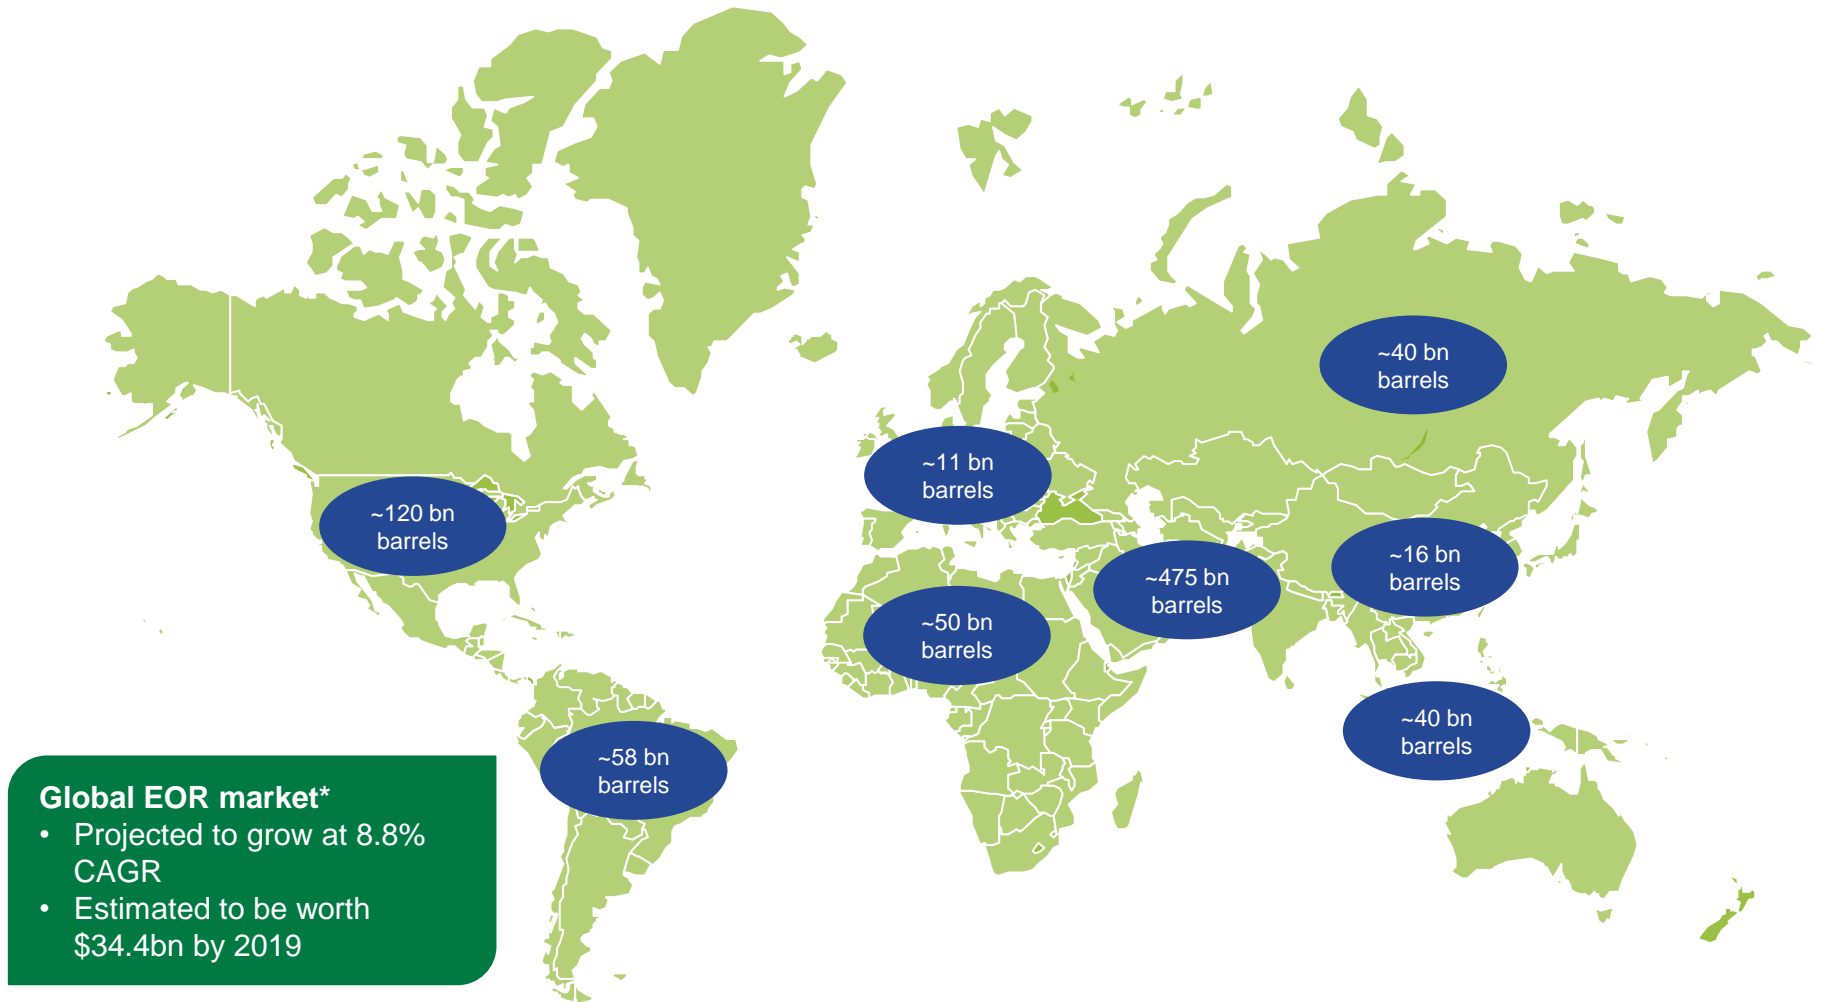 ~40 bn
barrels
~11 bn
barrels
~120 bn
barrels
~16 bn
barrels
~475 bn
barrels
~50 bn
barrels
~40 bn
barrels
~58 bn
barrels
Global EOR market*
• Projected to grow at 8.8%
CAGR
• Estimated to be worth
$34.4bn by 2019